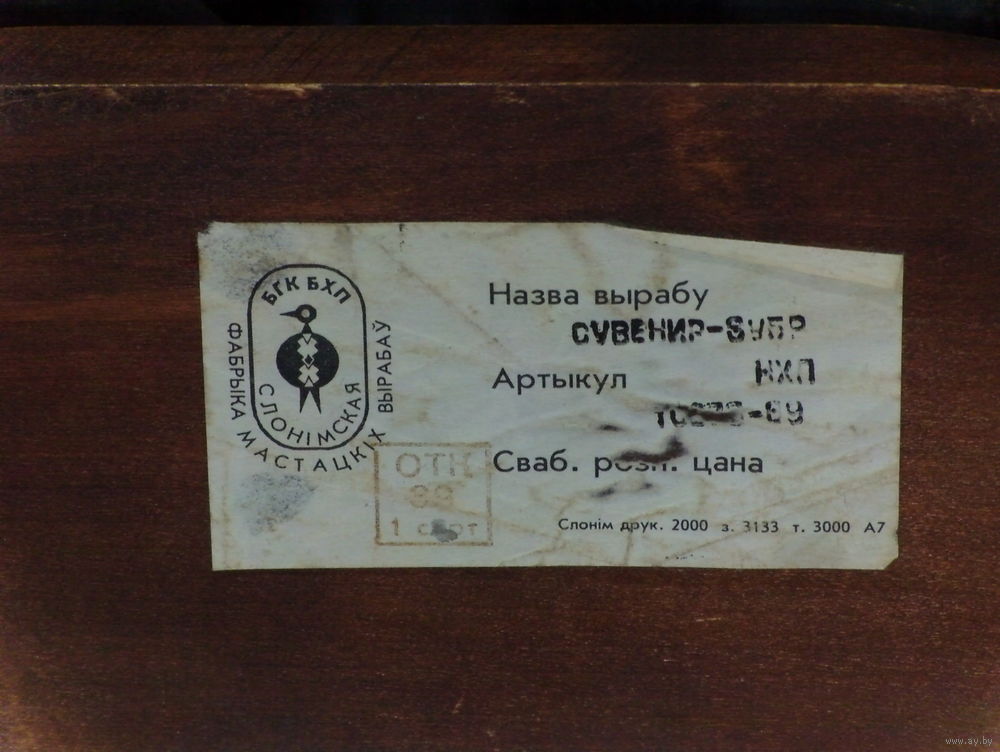 БГК БХП
СЛОНІМСКАЯ
ФАБРЫКА МАСТАЦКІХ ВЫРАБАЎ
Назва вырабу
СУВЕНИР-ЗУБР
Артыкул НХП
Сваб. розн. цана
ОТК
1 сорт
Слонім друк. 2000 з. 3133 т. 3000 А7
www.ay.by